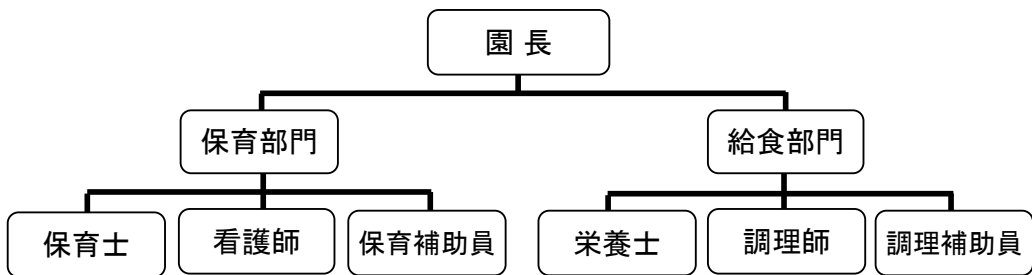 園 長
保育部門
給食部門
保育士
看護師
保育補助員
栄養士
調理師
調理補助員